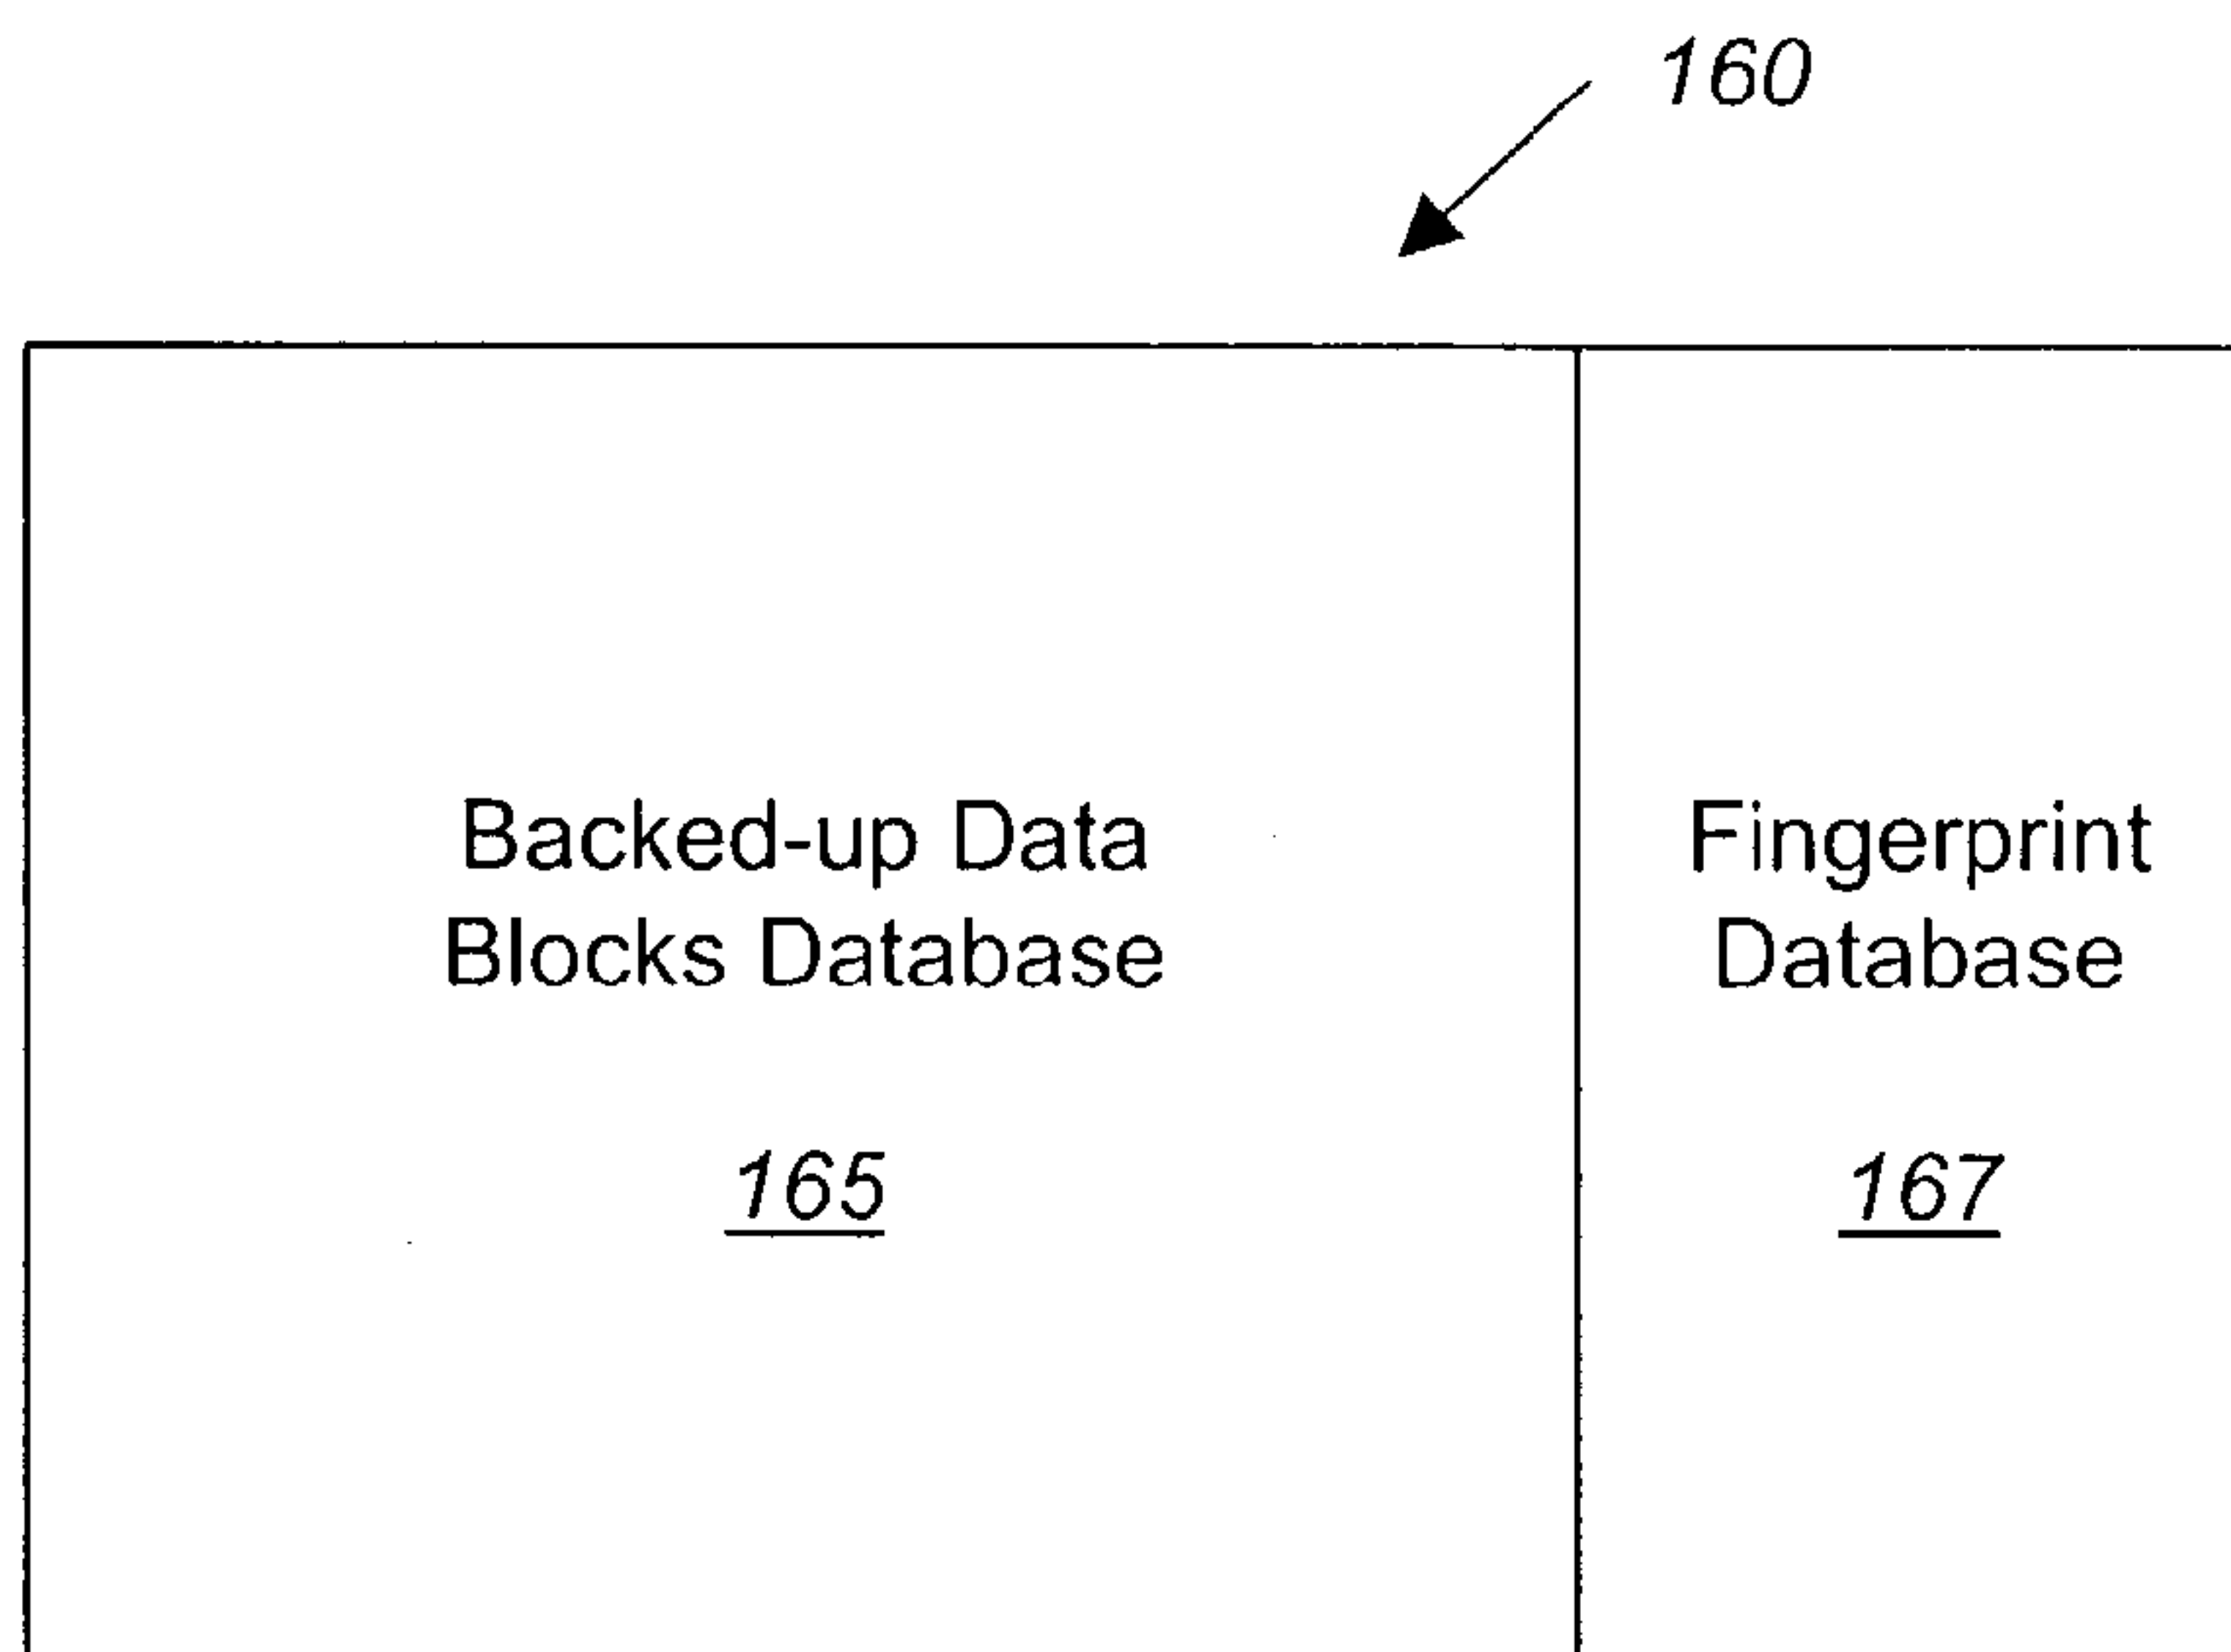 160
Backed-up Data
Blocks Database
165
Fingerprint
Database
167